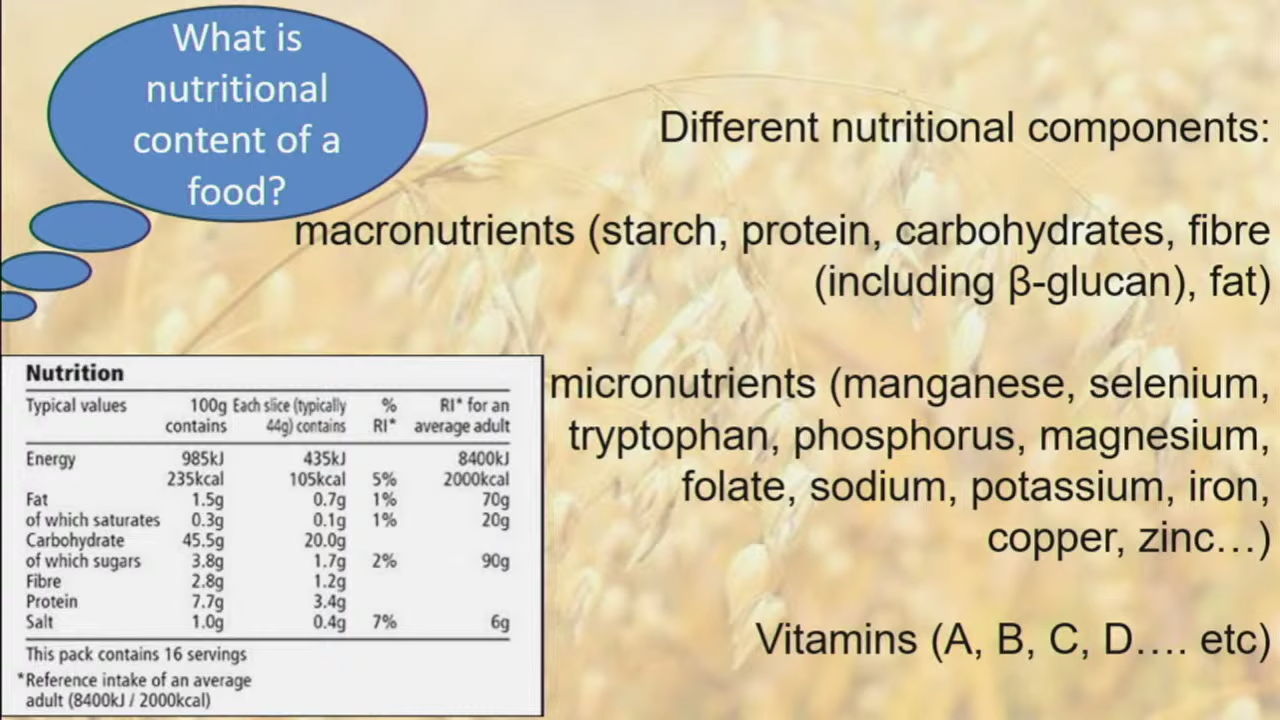 What is
nutritional
content of a
food?
Different nutritional components:
macronutrients (starch, protein, carbohydrates, fibre
(including β-glucan), fat)
micronutrients (manganese, selenium,
tryptophan, phosphorus, magnesium,
folate, sodium, potassium, iron,
copper, zinc…)
Vitamins (A, B, C, D…. etc)
Nutrition
Typical values 100g Each slice (typically % RI* for an
contains 44g) contains RI* average adult
Energy 985kJ 435kJ 8400kJ
235kcal 105kcal 5% 2000kcal
Fat 1.5g 0.7g 1% 70g
of which saturates 0.3g 0.1g 1% 20g
Carbohydrate 45.5g 20.0g
of which sugars 3.8g 1.7g 2% 90g
Fibre 2.8g 1.2g
Protein 7.7g 3.4g
Salt 1.0g 0.4g 7% 6g
This pack contains 16 servings
*Reference intake of an average
adult (8400kJ / 2000kcal)